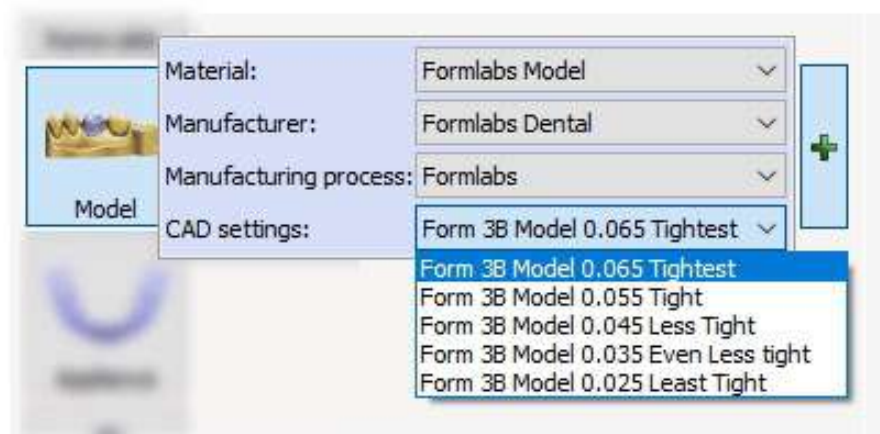 Material: Formlabs Model
Manufacturer: Formlabs Dental
Manufacturing process: Formlabs
Model
CAD settings: Form 3B Model 0.065 Tightest
Form 3B Model 0.065 Tightest
Form 3B Model 0.055 Tight
Form 3B Model 0.045 Less Tight
Form 3B Model 0.035 Even Less tight
Form 3B Model 0.025 Least Tight